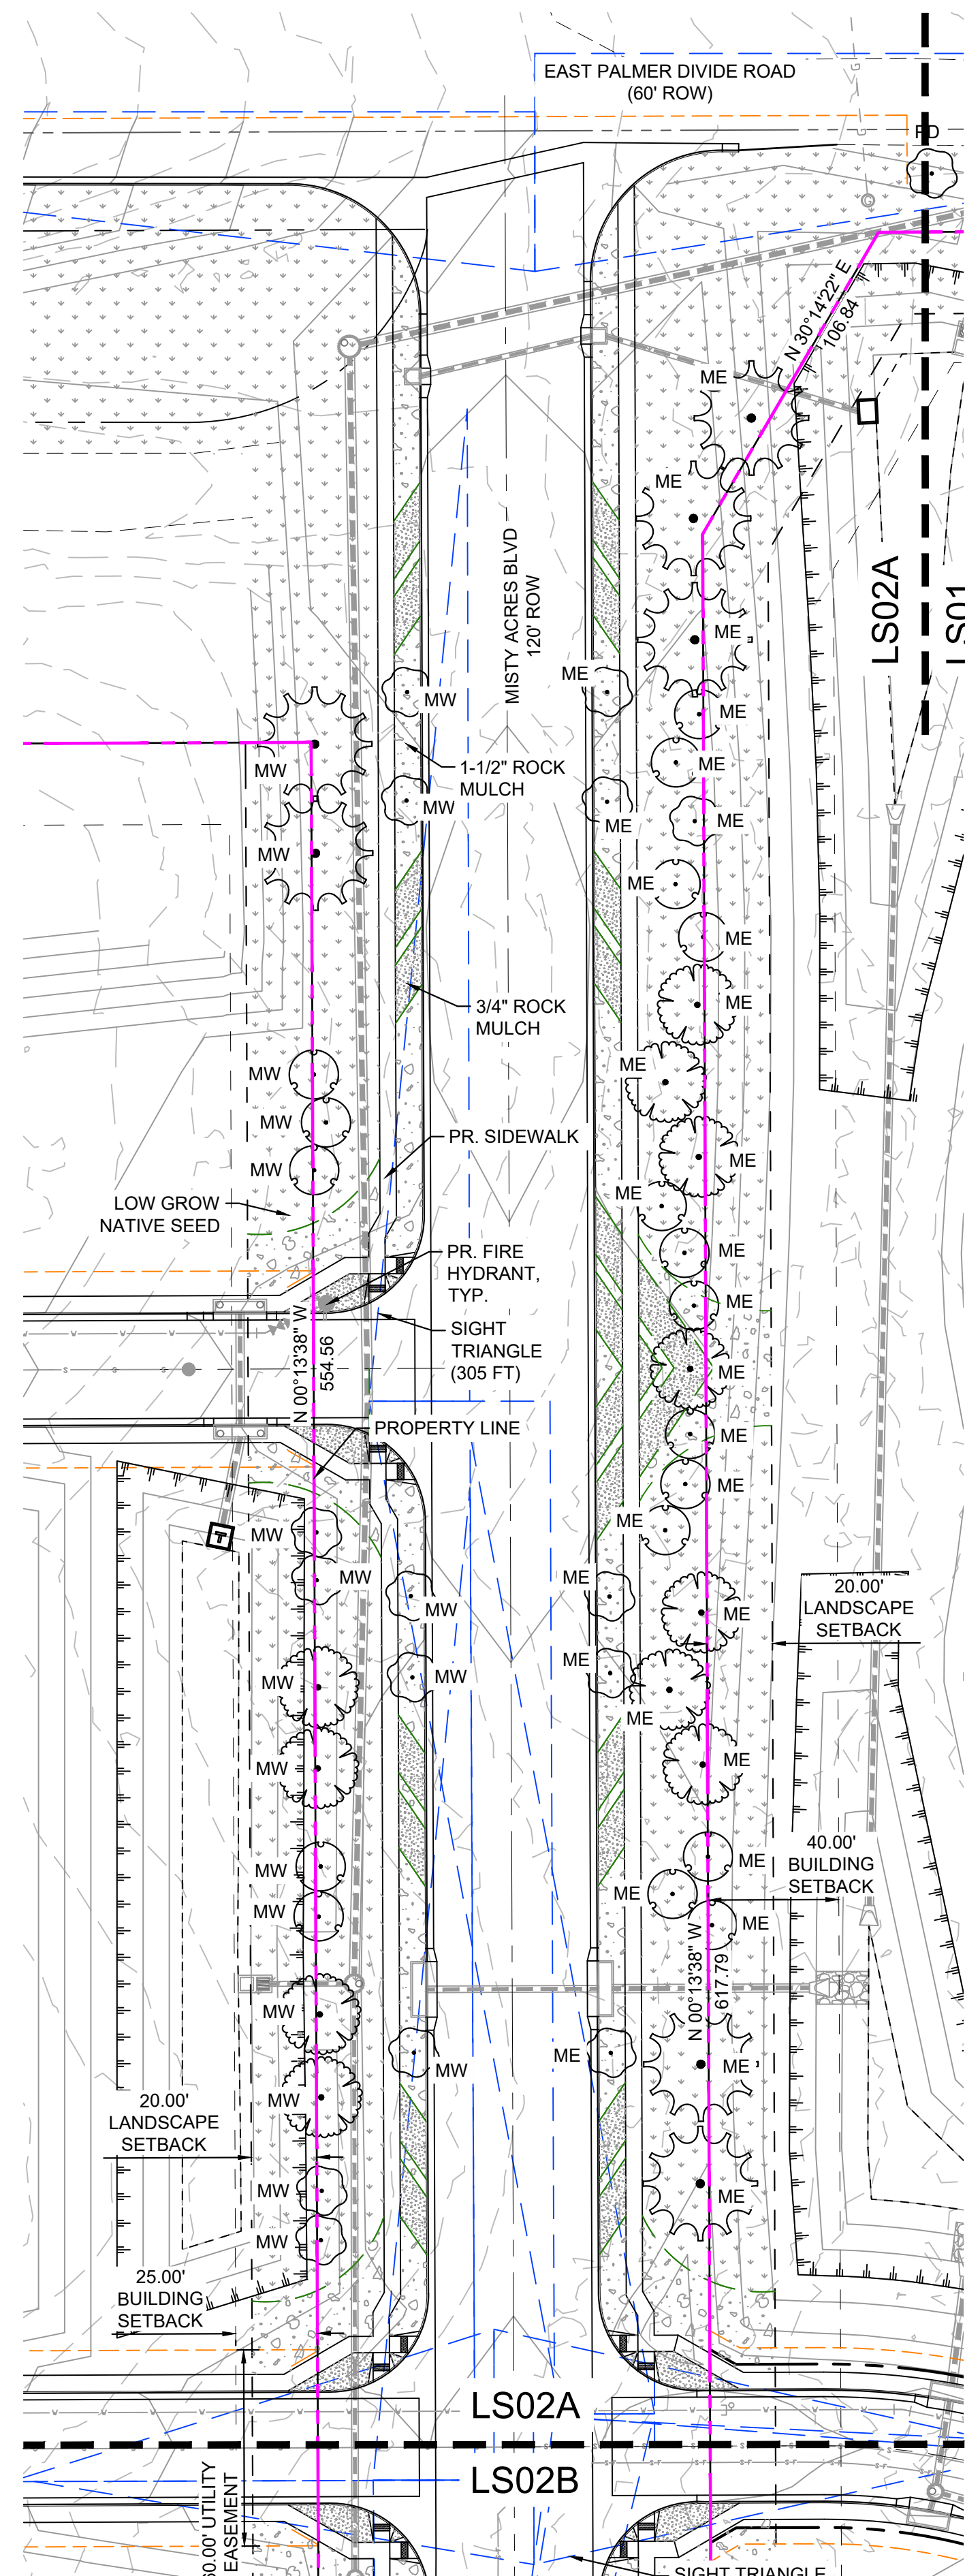 EAST PALMER DIVIDE ROAD
(60' ROW)
RD
N 30°14'22" E
106.84
ME
ME
LS02A
LS01
MISTY ACRES BLVD
120' ROW
ME
ME
MW
ME
1-1/2" ROCK
MULCH
ME
MW
MW
ME
ME
MW
ME
ME
ME
3/4" ROCK
MULCH
ME
MW
ME
MW
PR. SIDEWALK
ME
MW
ME
LOW GROW
NATIVE SEED
ME
PR. FIRE
HYDRANT,
TYP.
ME
SIGHT
TRIANGLE
(305 FT)
N 00°13'38" W
554.56
ME
PROPERTY LINE
ME
ME
MW
ME
MW
ME
MW
ME
20.00'
LANDSCAPE
SETBACK
ME
MW
MW
ME
ME
MW
40.00'
BUILDING
SETBACK
MW
ME
ME
MW
ME
N 00°13'38" W
617.79
MW
ME
MW
ME
MW
20.00'
LANDSCAPE
SETBACK
MW
ME
MW
25.00'
BUILDING
SETBACK
LS02A
LS02B
UTILITY
EASEMENT
SIGHT TRIANGLE